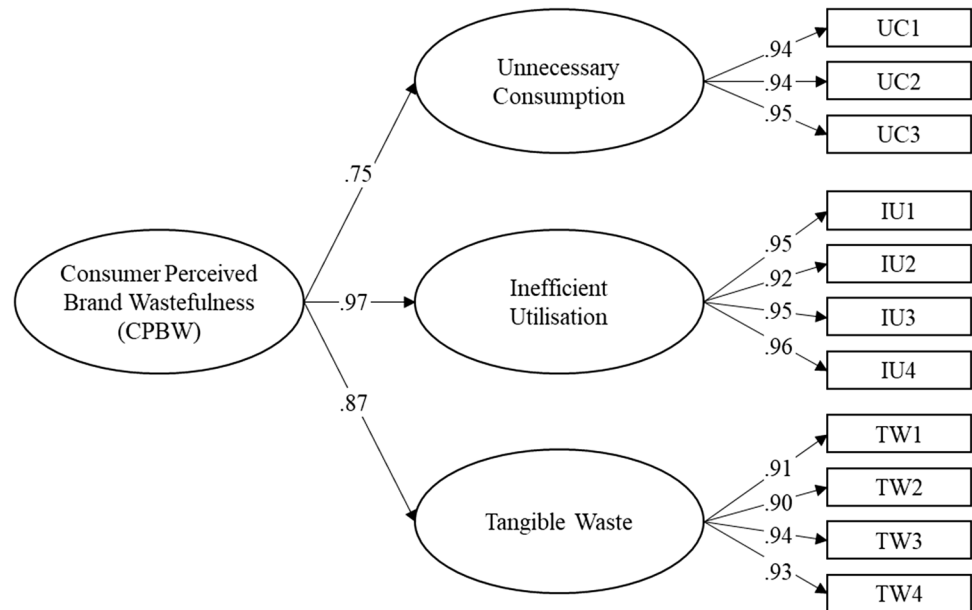 Consumer Perceived
Brand Wastefulness
(CPBW)
.75
.97
.87
Unnecessary
Consumption
.94
.94
.95
UC1
UC2
UC3
Inefficient
Utilisation
.95
.92
.95
.96
IU1
IU2
IU3
IU4
Tangible Waste
.91
.90
.94
.93
TW1
TW2
TW3
TW4